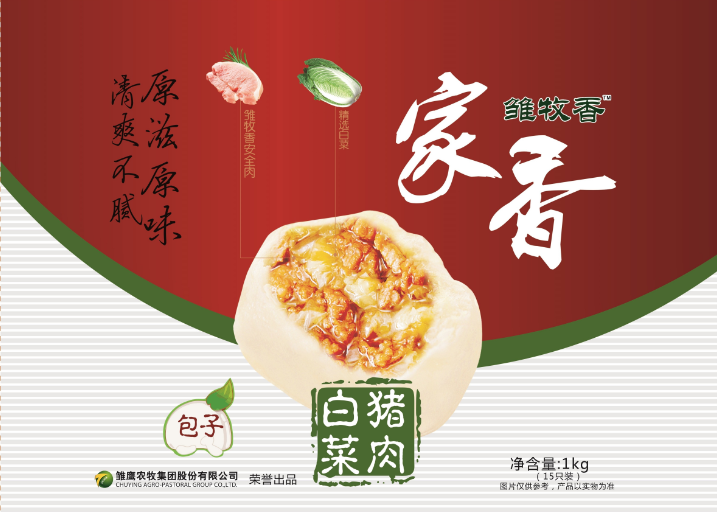 原滋原味
清爽不腻
雏牧香安全肉
精选白菜
雏牧香™
家香
包子
猪肉
白菜
雏鹰农牧集团股份有限公司
CHUYING AGRO-PASTORAL GROUP CO.,LTD.
荣誉出品
净含量:1kg
(15只装)
图片仅供参考，产品以实物为准